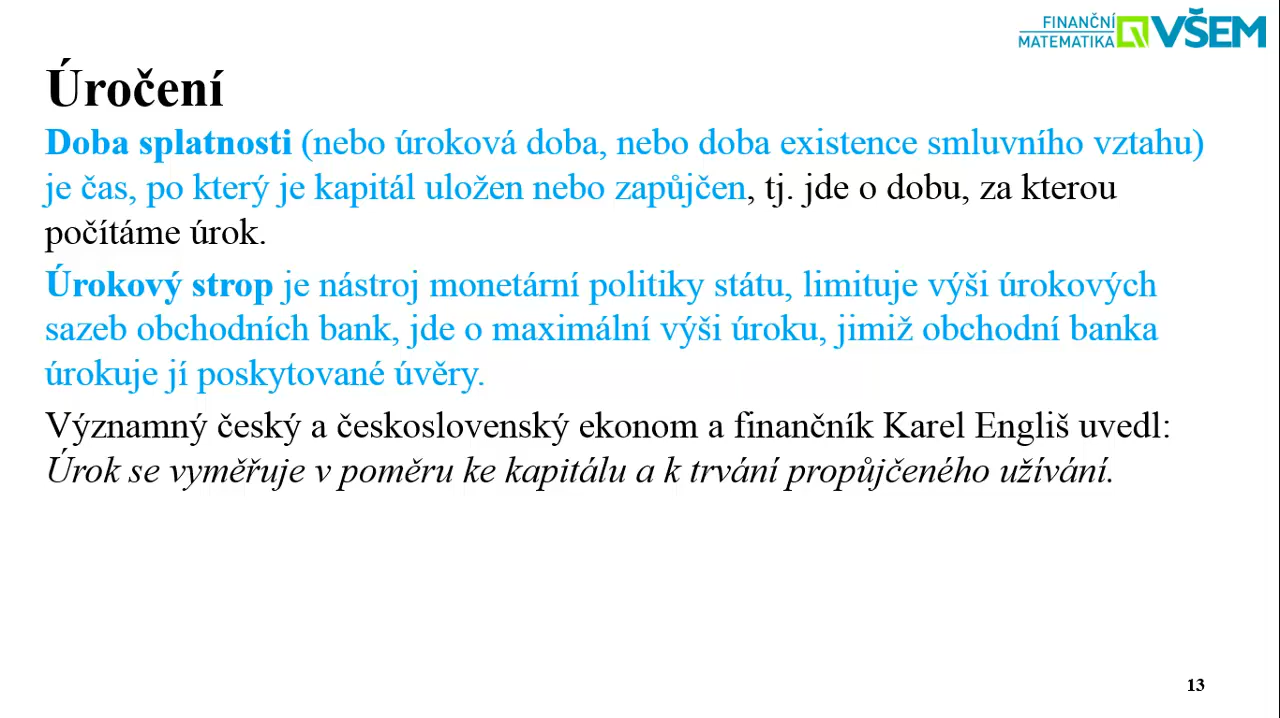 FINANČNÍ
MATEMATIKA VŠEM
Úročení
Doba splatnosti (nebo úroková doba, nebo doba existence smluvního vztahu)
je čas, po který je kapitál uložen nebo zapůjčen, tj. jde o dobu, za kterou
počítáme úrok.
Úrokový strop je nástroj monetární politiky státu, limituje výši úrokových
sazeb obchodních bank, jde o maximální výši úroku, jimiž obchodní banka
úrokuje jí poskytované úvěry.
Významný český a československý ekonom a finančník Karel Engliš uvedl:
Úrok se vyměřuje v poměru ke kapitálu a k trvání propůjčeného užívání.
13